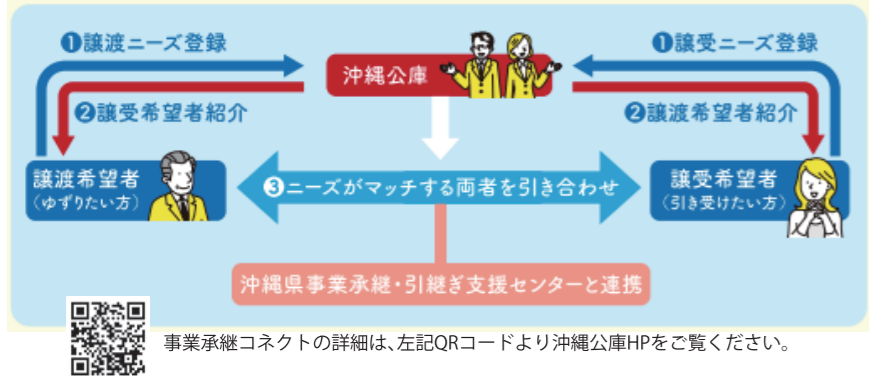 ❶譲渡ニーズ登録
❶譲受ニーズ登録
沖縄公庫
❷譲受希望者紹介
❷譲渡希望者紹介
譲渡希望者
（ゆずりたい方）
❸ニーズがマッチする両者を引き合わせ
譲受希望者
（引き受けたい方）
沖縄県事業承継・引継ぎ支援センターと連携
事業承継コネクトの詳細は、左記QRコードより沖縄公庫HPをご覧ください。